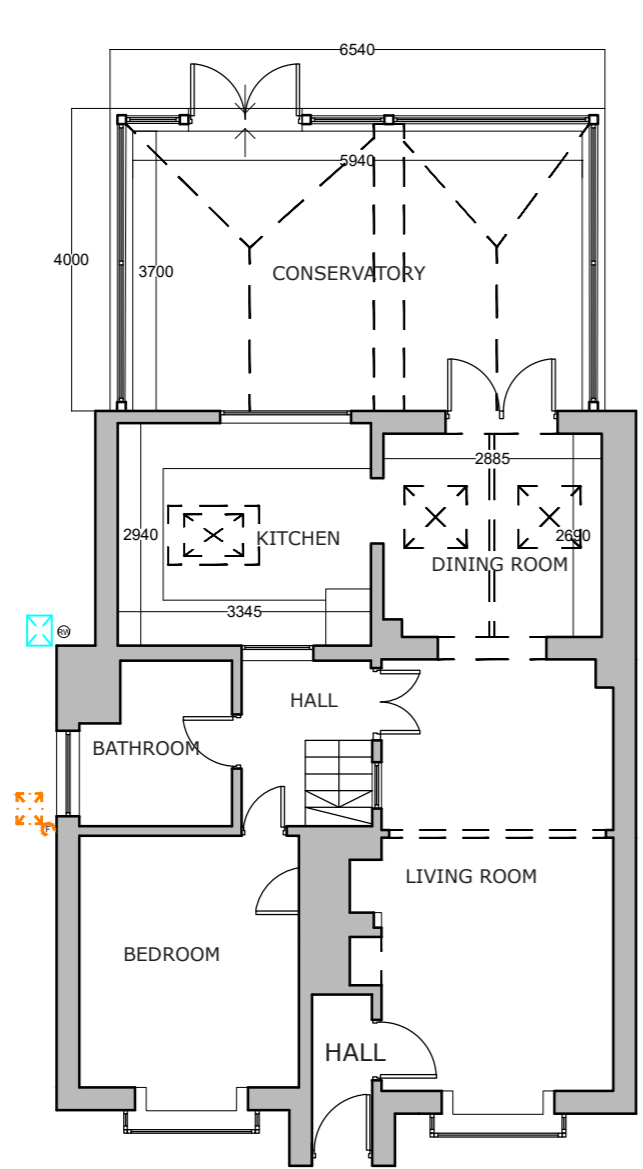 6540
5940
4000
3700
CONSERVATORY
2885
2940
KITCHEN
2690
DINING ROOM
3345
RW
HALL
BATHROOM
F
LIVING ROOM
BEDROOM
HALL